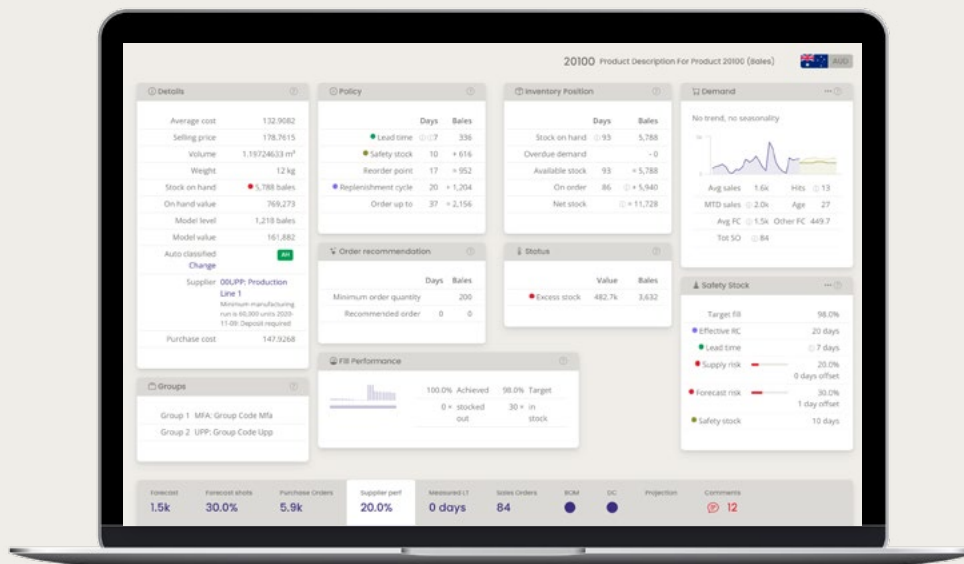 20100 Product Description For Product 20100 (Bales) AUD
Details
Average cost 132.9082
Selling price 178.7615
Volume 1.19724633 m³
Weight 12 kg
Stock on hand 5,788 bales
On hand value 769,273
Model level 1,218 bales
Model value 161,882
Auto classified
Change
Supplier 00UPP: Production
Line 1
Minimum manufacturing
run is 60,300 units
Deposit required
Purchase cost 147.9268
Groups
Group 1 MFA: Group Code Mfa
Group 2 UPP: Group Code Upp
Policy
Days Bales
Lead time 7 336
Safety stock 10 + 616
Reorder point 17 = 952
Replenishment cycle 20 + 1,204
Order up to 37 = 2,156
Order recommendation
Days Bales
Minimum order quantity 200
Recommended order 0 0
Fill Performance
100.0% Achieved 98.0% Target
0 × stocked out 30 × in stock
Inventory Position
Days Bales
Stock on hand 93 5,788
Overdue demand - 0
Available stock 93 = 5,788
On order 86 + 5,940
Net stock = 11,728
Status
Value Bales
Excess stock 482.7k 3,632
Demand
No trend, no seasonality
Avg sales 1.6k Hits 13
MTD sales 2.0k Age 27
Avg FC 1.5k Other FC 449.7
Tot SO 84
Safety Stock
Target fill 98.0%
Effective RC 20 days
Lead time 7 days
Supply risk 20.0%
0 days offset
Forecast risk 30.0%
1 day offset
Safety stock 10 days
Forecast Forecast shots Purchase Orders Supplier perf Measured LT Sales Orders BOM DC Projection Comments
1.5k 30.0% 5.9k 20.0% 0 days 84 12